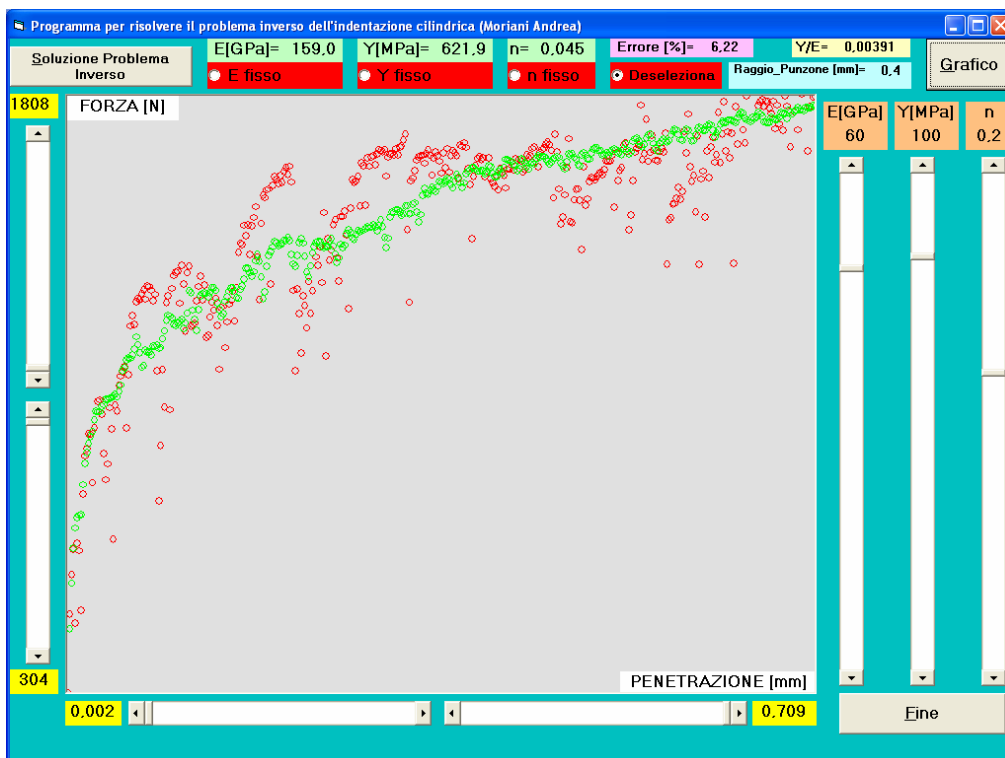 Programma per risolvere il problema inverso dell'indentazione cilindrica (Moriani Andrea)
Soluzione Problema
Inverso
E[GPa]= 159,0
Y[MPa]= 621,9
n= 0,045
Errore [%]= 6,22
Y/E= 0,00391
E fisso
Y fisso
n fisso
Deseleziona
Raggio_Punzone [mm]= 0,4
Grafico
1808
FORZA [N]
E[GPa]
60
Y[MPa]
100
n
0,2
304
PENETRAZIONE [mm]
0,002
0,709
Fine